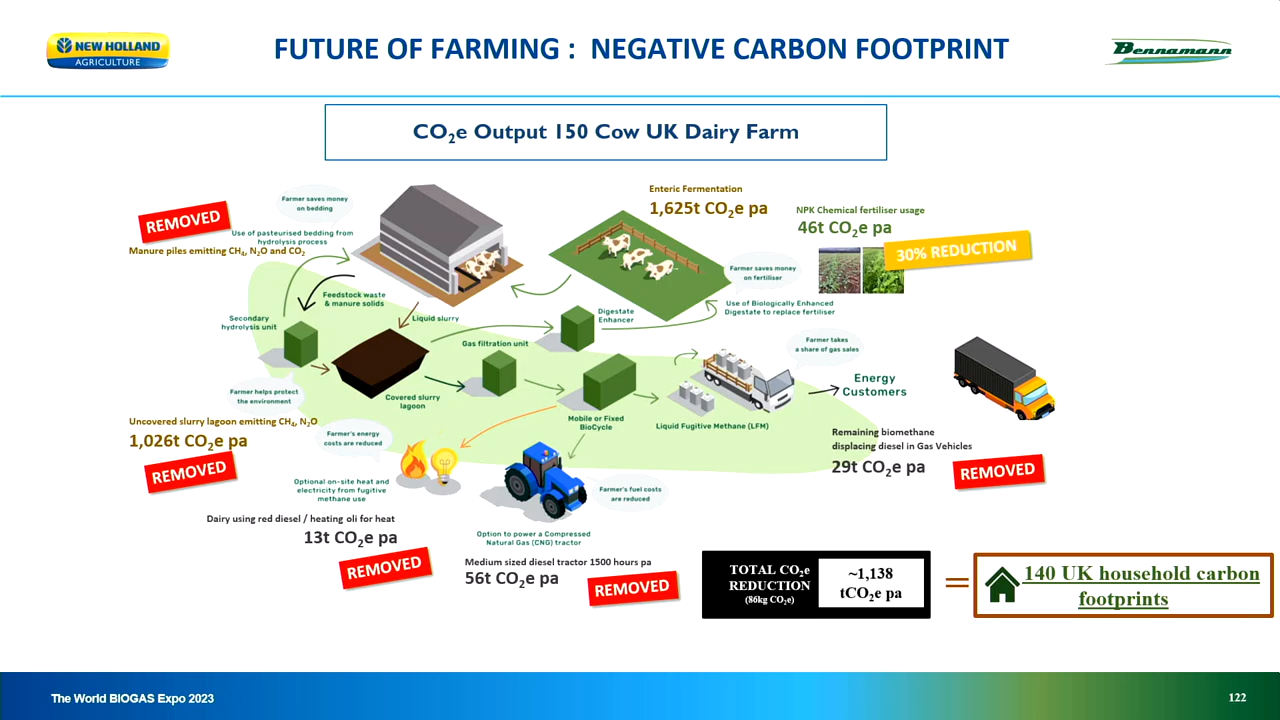 NEW HOLLAND
AGRICULTURE
FUTURE OF FARMING : NEGATIVE CARBON FOOTPRINT
Bennamann
CO₂e Output 150 Cow UK Dairy Farm
Farmer saves money
on bedding
REMOVED
Use of pasteurised bedding from
hydrolysis process
Manure piles emitting CH₄, N₂O and CO₂
Enteric Fermentation
1,625t CO₂e pa
NPK Chemical fertiliser usage
46t CO₂e pa
30% REDUCTION
Farmer saves money
on fertiliser
Use of Biologically Enhanced
Digestate to replace fertiliser
Feedstock waste
& manure solids
Secondary
hydrolysis unit
Liquid slurry
Digestate
Enhancer
Gas filtration unit
Farmer takes
a share of gas sales
Energy
Customers
Farmer helps protect
the environment
Covered slurry
lagoon
Mobile or Fixed
BioCycle
Liquid Fugitive Methane (LFM)
Uncovered slurry lagoon emitting CH₄, N₂O
1,026t CO₂e pa
REMOVED
Farmer's energy
costs are reduced
Remaining biomethane
displacing diesel in Gas Vehicles
29t CO₂e pa
REMOVED
Optional on-site heat and
electricity from fugitive
methane use
Farmer's fuel costs
are reduced
Dairy using red diesel / heating oli for heat
13t CO₂e pa
REMOVED
Option to power a Compressed
Natural Gas (CNG) tractor
Medium sized diesel tractor 1500 hours pa
56t CO₂e pa
REMOVED
TOTAL CO₂e
REDUCTION
(86kg CO₂e)
~1,138
tCO₂e pa
=
140 UK household carbon
footprints
The World BIOGAS Expo 2023
122